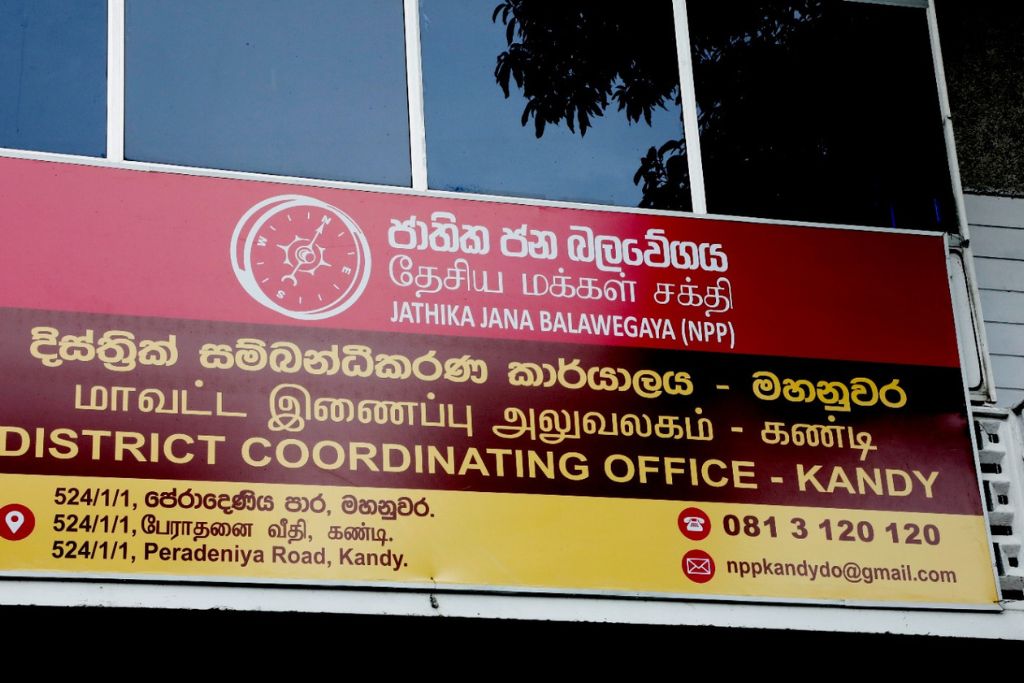 N
W
E
S
ජාතික ජන බලවේගය
தேசிய மக்கள் சக்தி
JATHIKA JANA BALAWEGAYA (NPP)
දිස්ත්‍රික් සම්බන්ධීකරණ කාර්යාලය - මහනුවර
மாவட்ட இணைப்பு அலுவலகம் - கண்டி
DISTRICT COORDINATING OFFICE - KANDY
524/1/1, පේරාදෙණිය පාර, මහනුවර.
524/1/1, பேராதனை வீதி, கண்டி.
524/1/1, Peradeniya Road, Kandy.
081 3 120 120
nppkandydo@gmail.com